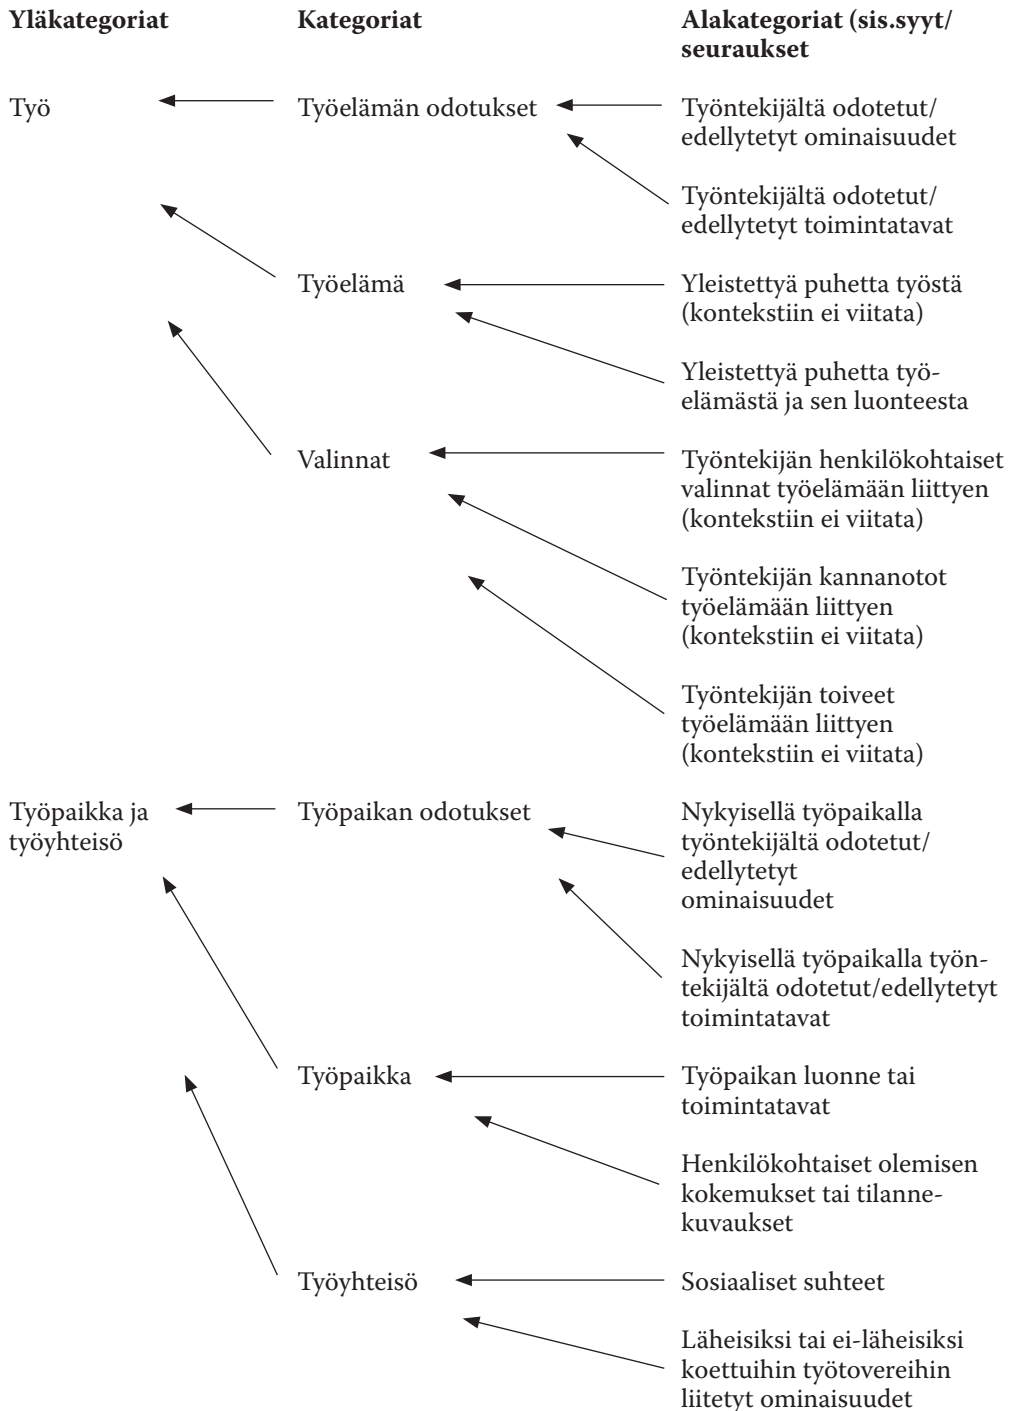 Yläkategoriat
Kategoriat
Alakategoriat (sis.syyt/
seuraukset
Työ
Työelämän odotukset
Työntekijältä odotetut/
edellytetyt ominaisuudet
Työntekijältä odotetut/
edellytetyt toimintatavat
Työelämä
Yleistettyä puhetta työstä
(kontekstiin ei viitata)
Yleistettyä puhetta työ-
elämästä ja sen luonteesta
Valinnat
Työntekijän henkilökohtaiset
valinnat työelämään liittyen
(kontekstiin ei viitata)
Työntekijän kannanotot
työelämään liittyen
(kontekstiin ei viitata)
Työntekijän toiveet
työelämään liittyen
(kontekstiin ei viitata)
Työpaikka ja
työyhteisö
Työpaikan odotukset
Nykyisellä työpaikalla
työntekijältä odotetut/
edellytetyt
ominaisuudet
Nykyisellä työpaikalla työn-
tekijältä odotetut/edellytetyt
toimintatavat
Työpaikka
Työpaikan luonne tai
toimintatavat
Henkilökohtaiset olemisen
kokemukset tai tilanne-
kuvaukset
Työyhteisö
Sosiaaliset suhteet
Läheisiksi tai ei-läheisiksi
koettuihin työtovereihin
liitetyt ominaisuudet